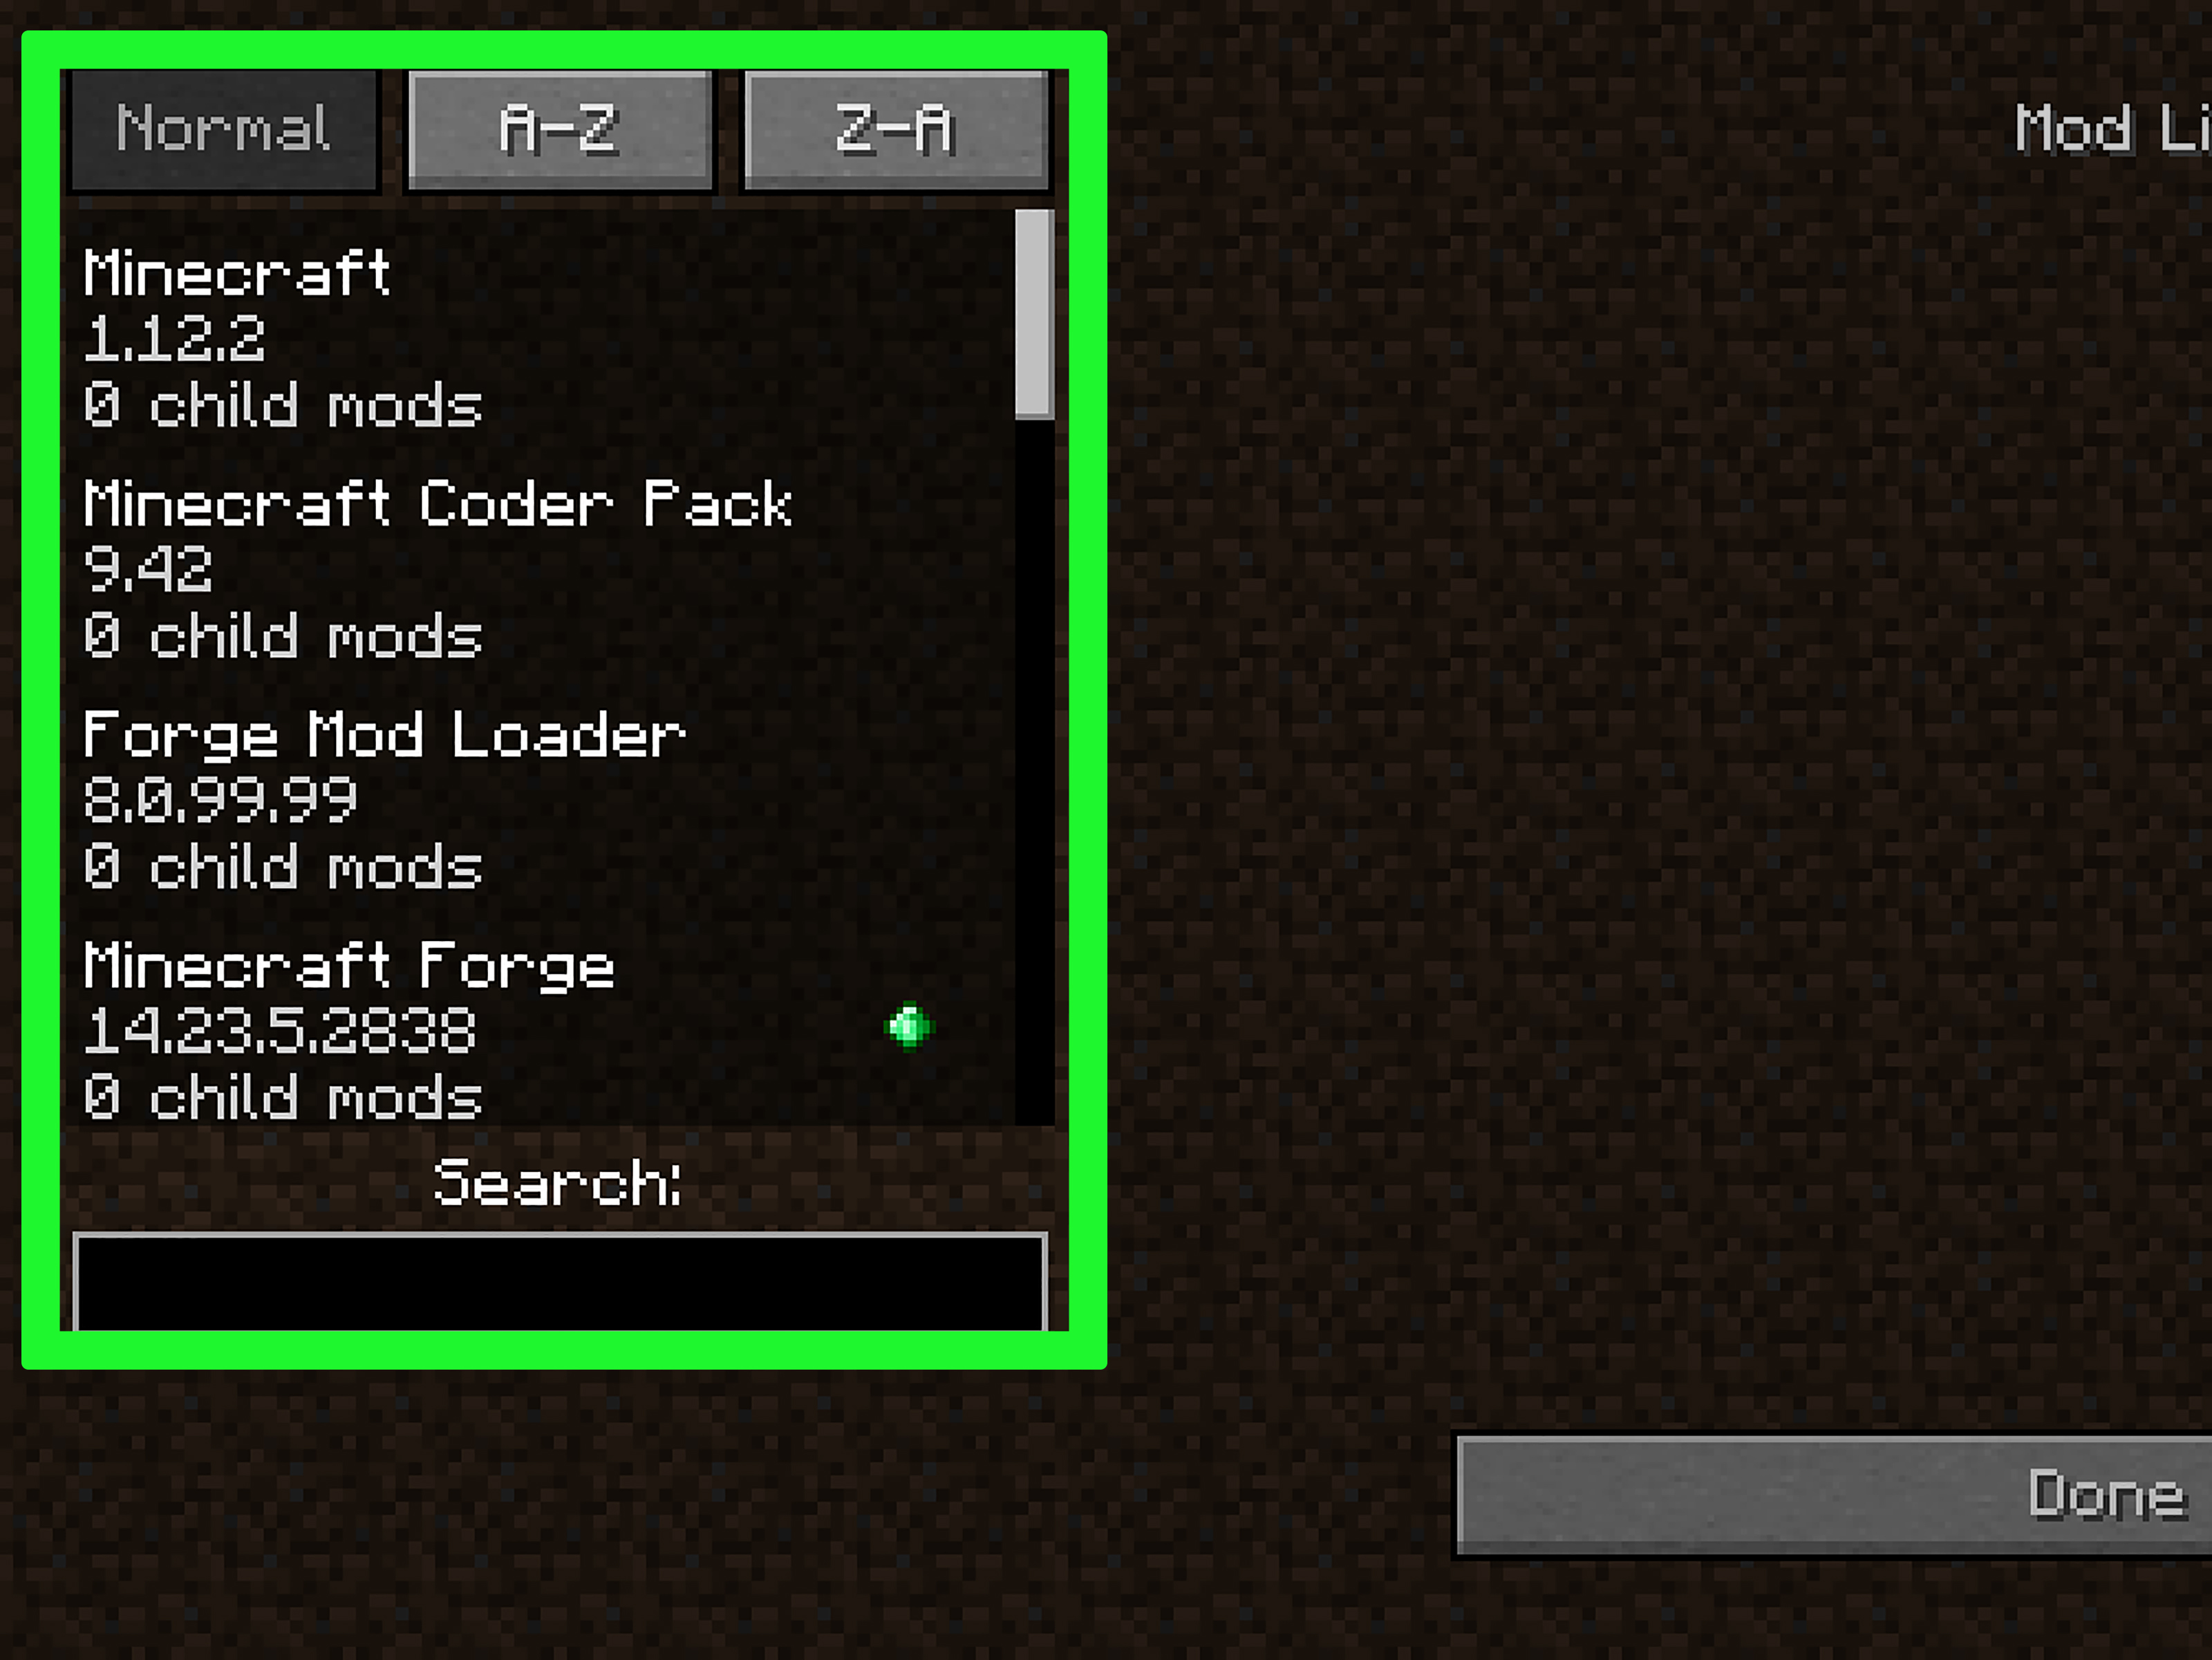 Normal A-Z Z-A
Mod Li
Minecraft
1.12.2
0 child mods
Minecraft Coder Pack
9.42
0 child mods
Forge Mod Loader
8.0.99.99
0 child mods
Minecraft Forge
14.23.5.2838
0 child mods
Search:
Done